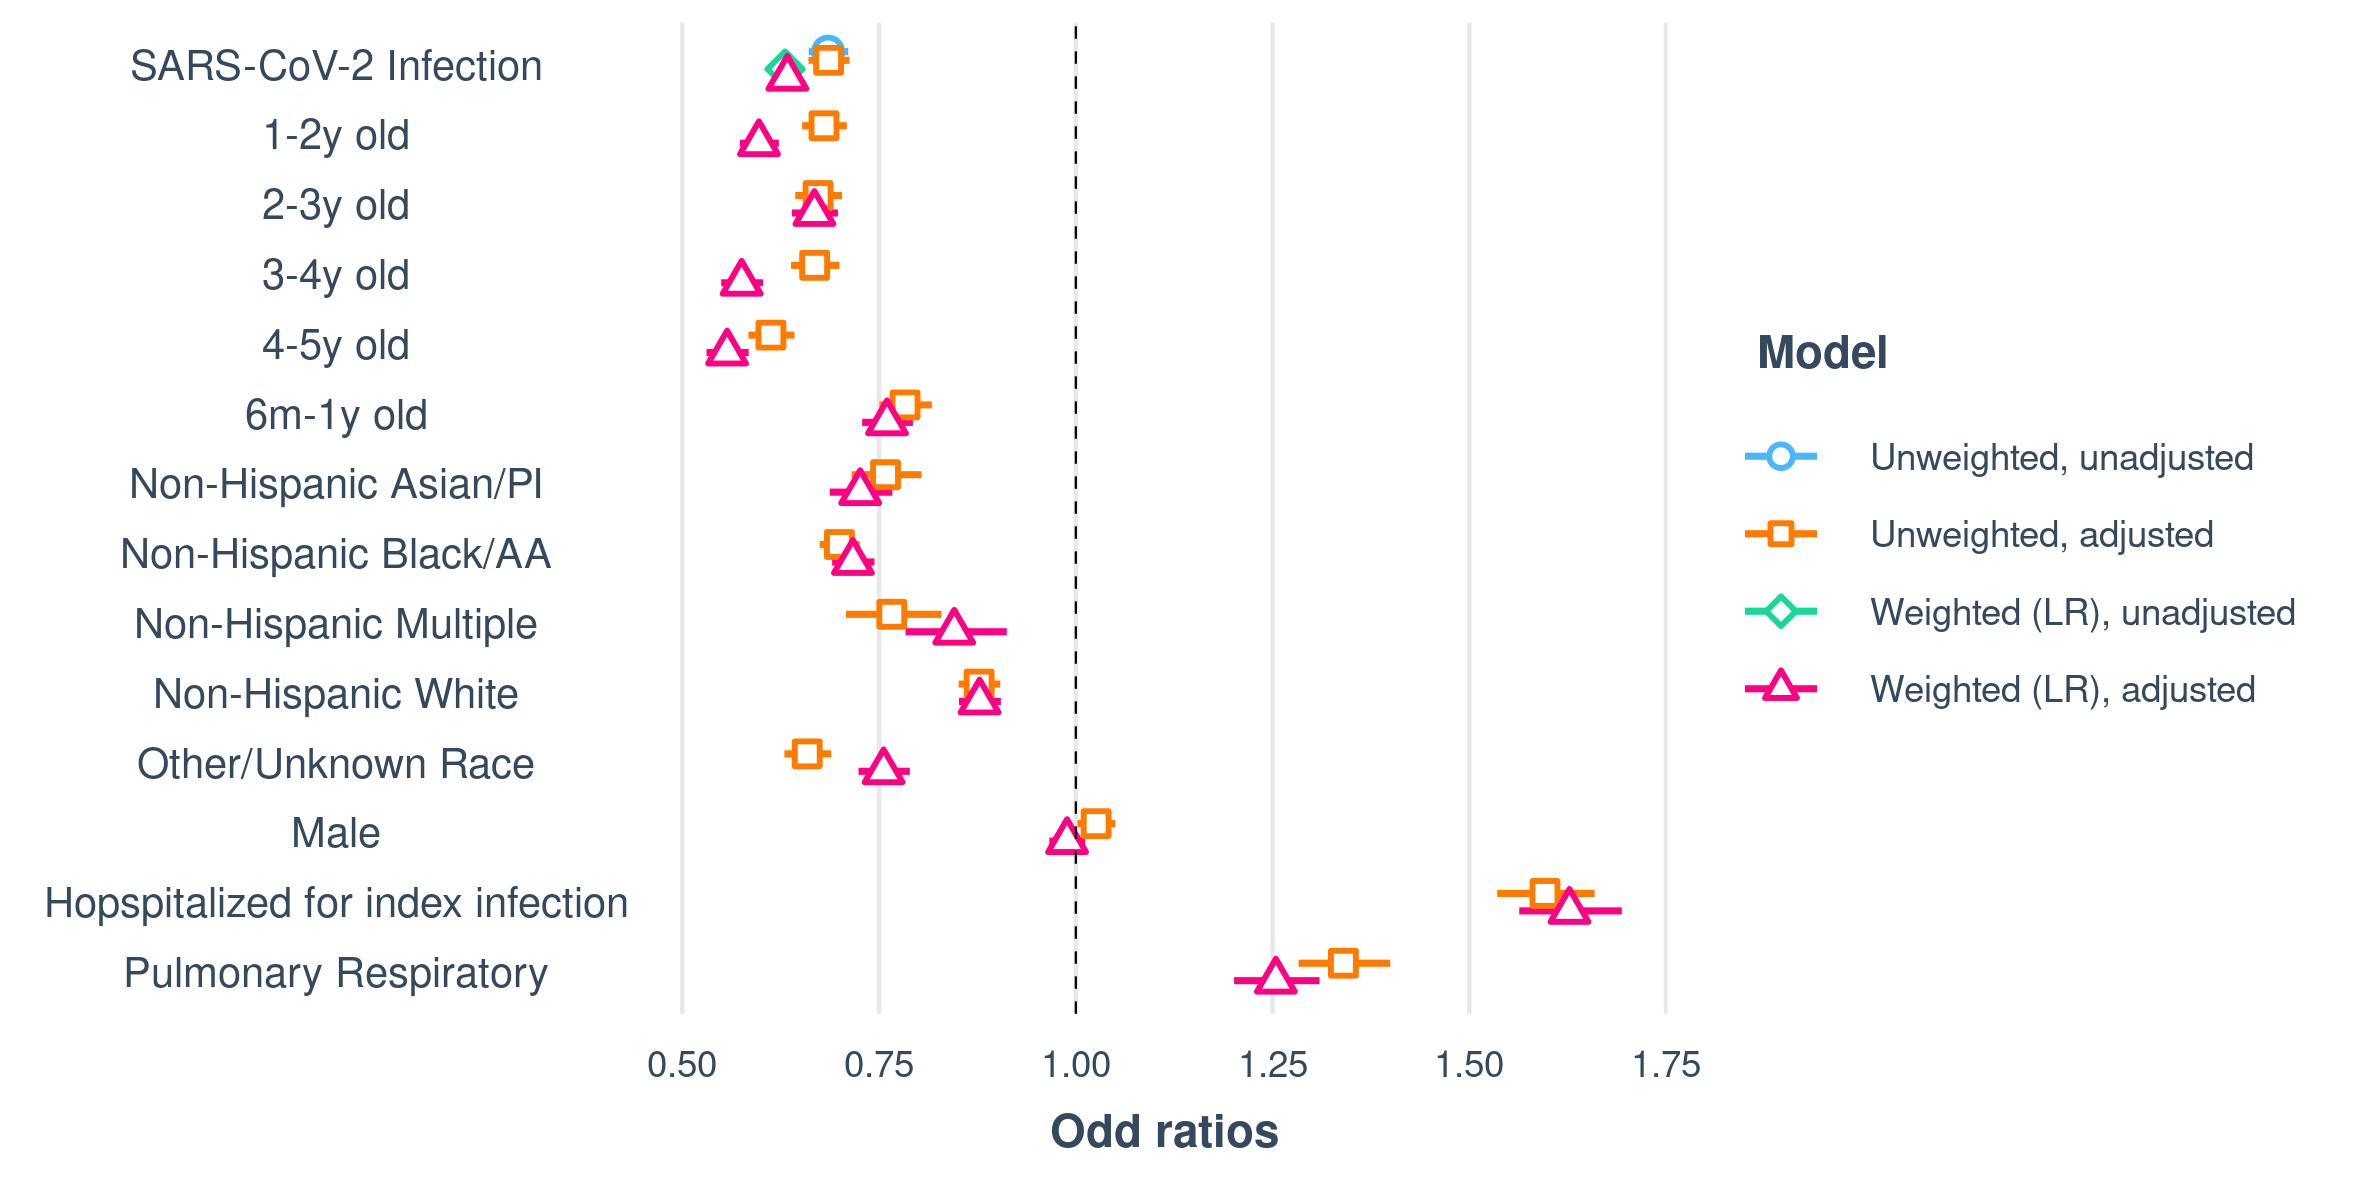 SARS-CoV-2 Infection
1-2y old
2-3y old
3-4y old
4-5y old
6m-1y old
Non-Hispanic Asian/PI
Non-Hispanic Black/AA
Non-Hispanic Multiple
Non-Hispanic White
Other/Unknown Race
Male
Hopspitalized for index infection
Pulmonary Respiratory
0.50 0.75 1.00 1.25 1.50 1.75
Odd ratios
Model
Unweighted, unadjusted
Unweighted, adjusted
Weighted (LR), unadjusted
Weighted (LR), adjusted